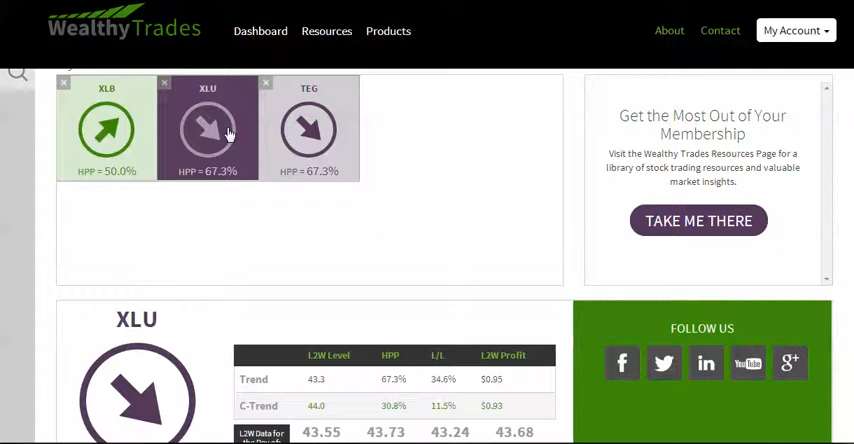 WealthyTrades
Dashboard Resources Products
About Contact My Account
XLB XLU TEG
HPP = 50.0% HPP = 67.3% HPP = 67.3%
Get the Most Out of Your
Membership
Visit the Wealthy Trades Resources Page for a
library of stock trading resources and valuable
market insights.
TAKE ME THERE
XLU
L2W Level HPP L/L L2W Profit
Trend 43.3 67.3% 34.6% $0.95
C-Trend 44.0 30.8% 11.5% $0.93
L2W Data for 43.55 43.73 43.24 43.68
FOLLOW US
f in You Tube g+